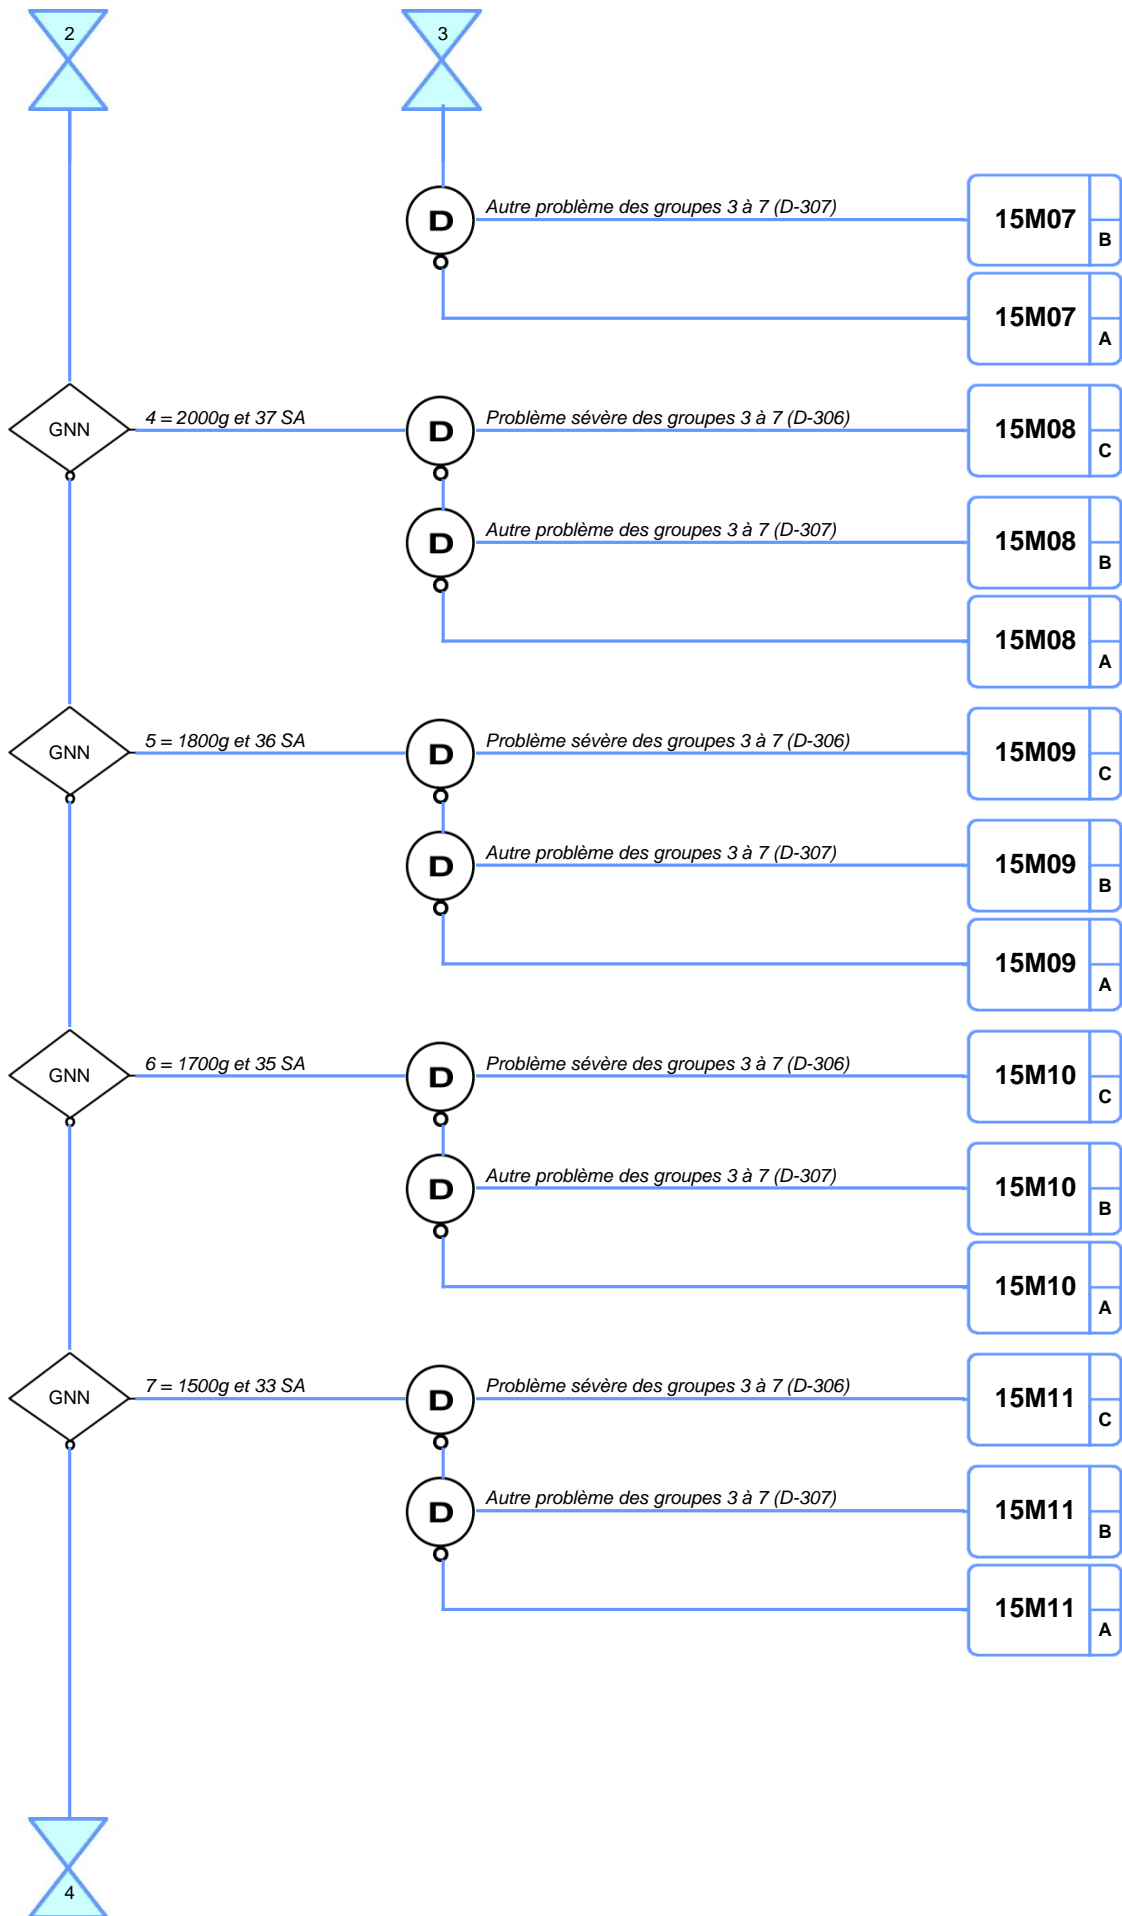 2
3
D
Autre problème des groupes 3 à 7 (D-307)
15M07
B
15M07
A
GNN
4 = 2000g et 37 SA
D
Problème sévère des groupes 3 à 7 (D-306)
15M08
C
D
Autre problème des groupes 3 à 7 (D-307)
15M08
B
15M08
A
GNN
5 = 1800g et 36 SA
D
Problème sévère des groupes 3 à 7 (D-306)
15M09
C
D
Autre problème des groupes 3 à 7 (D-307)
15M09
B
15M09
A
GNN
6 = 1700g et 35 SA
D
Problème sévère des groupes 3 à 7 (D-306)
15M10
C
D
Autre problème des groupes 3 à 7 (D-307)
15M10
B
15M10
A
GNN
7 = 1500g et 33 SA
D
Problème sévère des groupes 3 à 7 (D-306)
15M11
C
D
Autre problème des groupes 3 à 7 (D-307)
15M11
B
15M11
A
4